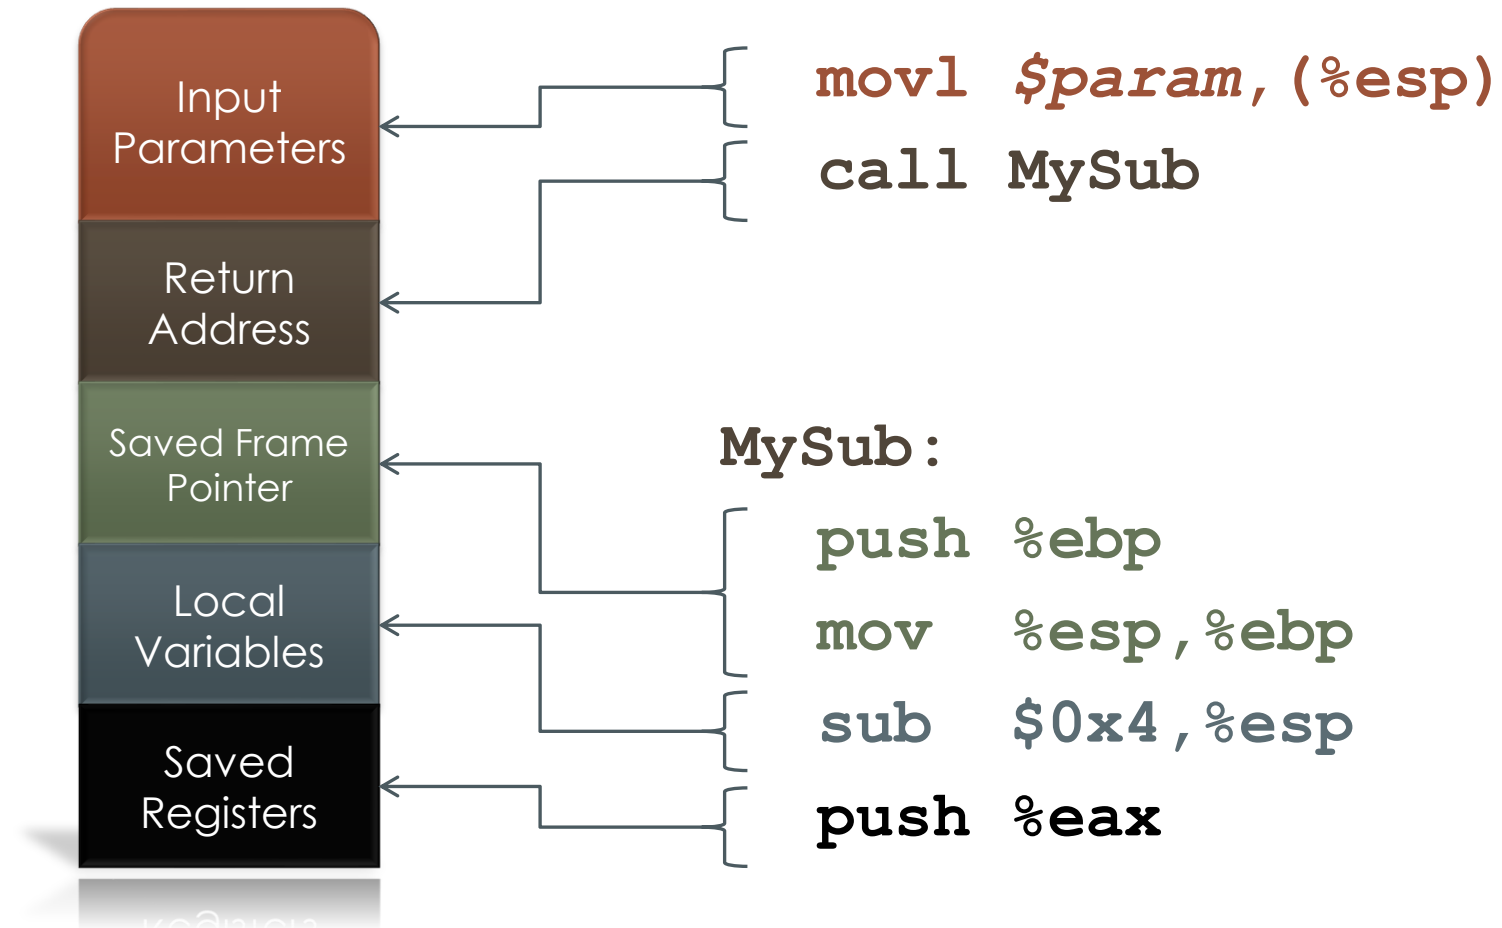 Input
Parameters
Return
Address
Saved Frame
Pointer
Local
Variables
Saved
Registers
movl $param,(%esp)
call MySub
MySub:
push %ebp
mov %esp,%ebp
sub $0x4,%esp
push %eax